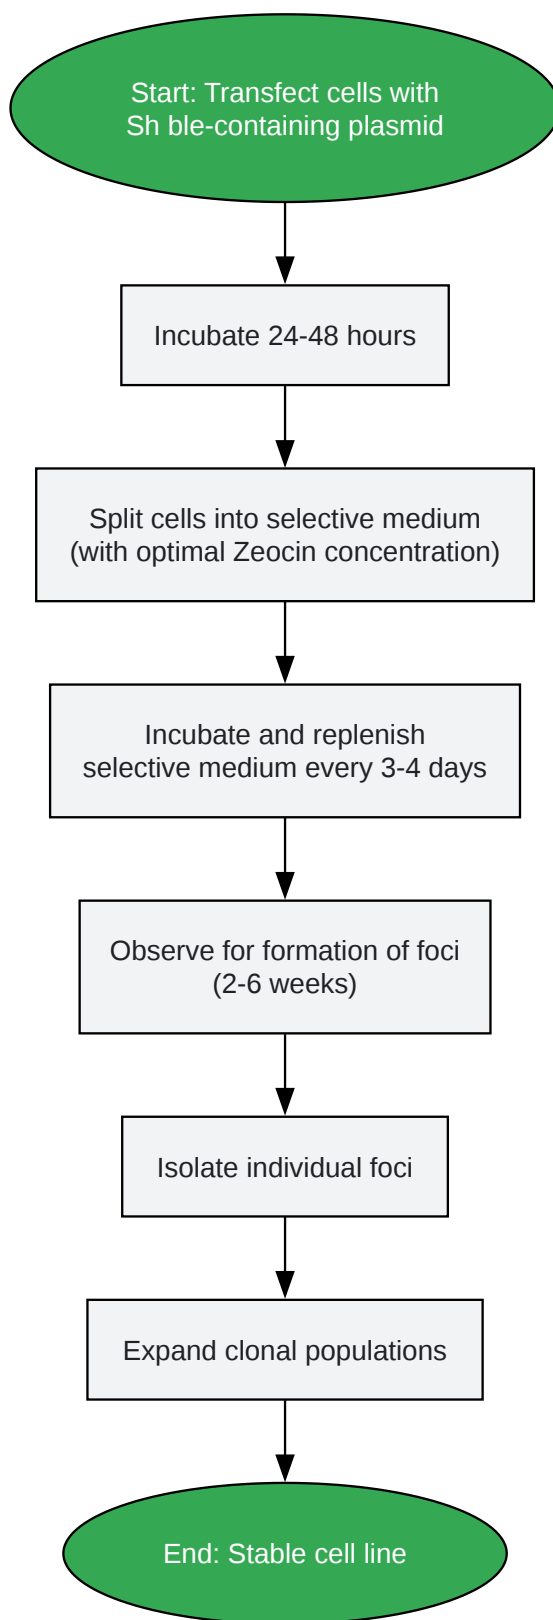 Start: Transfect cells with
Sh ble-containing plasmid
Incubate 24-48 hours
Split cells into selective medium
(with optimal Zeocin concentration)
Incubate and replenish
selective medium every 3-4 days
Observe for formation of foci
(2-6 weeks)
Isolate individual foci
Expand clonal populations
End: Stable cell line